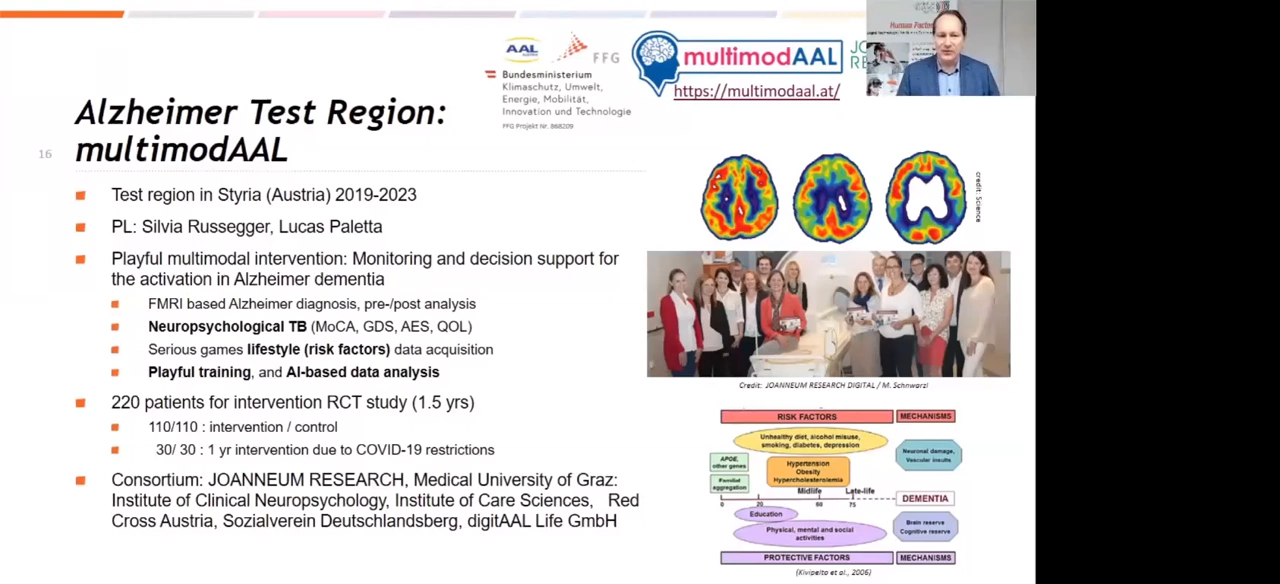 AAL
AUSTRIA
FFG
Bundesministerium
Klimaschutz, Umwelt,
Energie, Mobilität,
Innovation und Technologie
FFG Projekt Nr. 868209
multimodAAL
https://multimodaal.at/
JO
RE
Human Factor
Alzheimer Test Region:
multimodAAL
16
Test region in Styria (Austria) 2019-2023
PL: Silvia Russegger, Lucas Paletta
Playful multimodal intervention: Monitoring and decision support for
the activation in Alzheimer dementia
FMRI based Alzheimer diagnosis, pre-/post analysis
Neuropsychological TB (MoCA, GDS, AES, QOL)
Serious games lifestyle (risk factors) data acquisition
Playful training, and AI-based data analysis
220 patients for intervention RCT study (1.5 yrs)
110/110 : intervention / control
30/ 30 : 1 yr intervention due to COVID-19 restrictions
Consortium: JOANNEUM RESEARCH, Medical University of Graz:
Institute of Clinical Neuropsychology, Institute of Care Sciences, Red
Cross Austria, Sozialverein Deutschlandsberg, digitAAL Life GmbH
credit: Science
Credit: JOANNEUM RESEARCH DIGITAL / M. Schnwarzl
RISK FACTORS
MECHANISMS
Unhealthy diet, alcohol misuse,
smoking, diabetes, depression
Neuronal damage,
Vascular insults
APOE,
other genes
Familial
aggregation
Hypertension
Obesity
Hypercholesterolemia
Midlife
Late-life
0 20 60 75
DEMENTIA
Education
Physical, mental and social
activities
Brain reserve
Cognitive reserve
PROTECTIVE FACTORS
MECHANISMS
(Kivipelto et al., 2006)